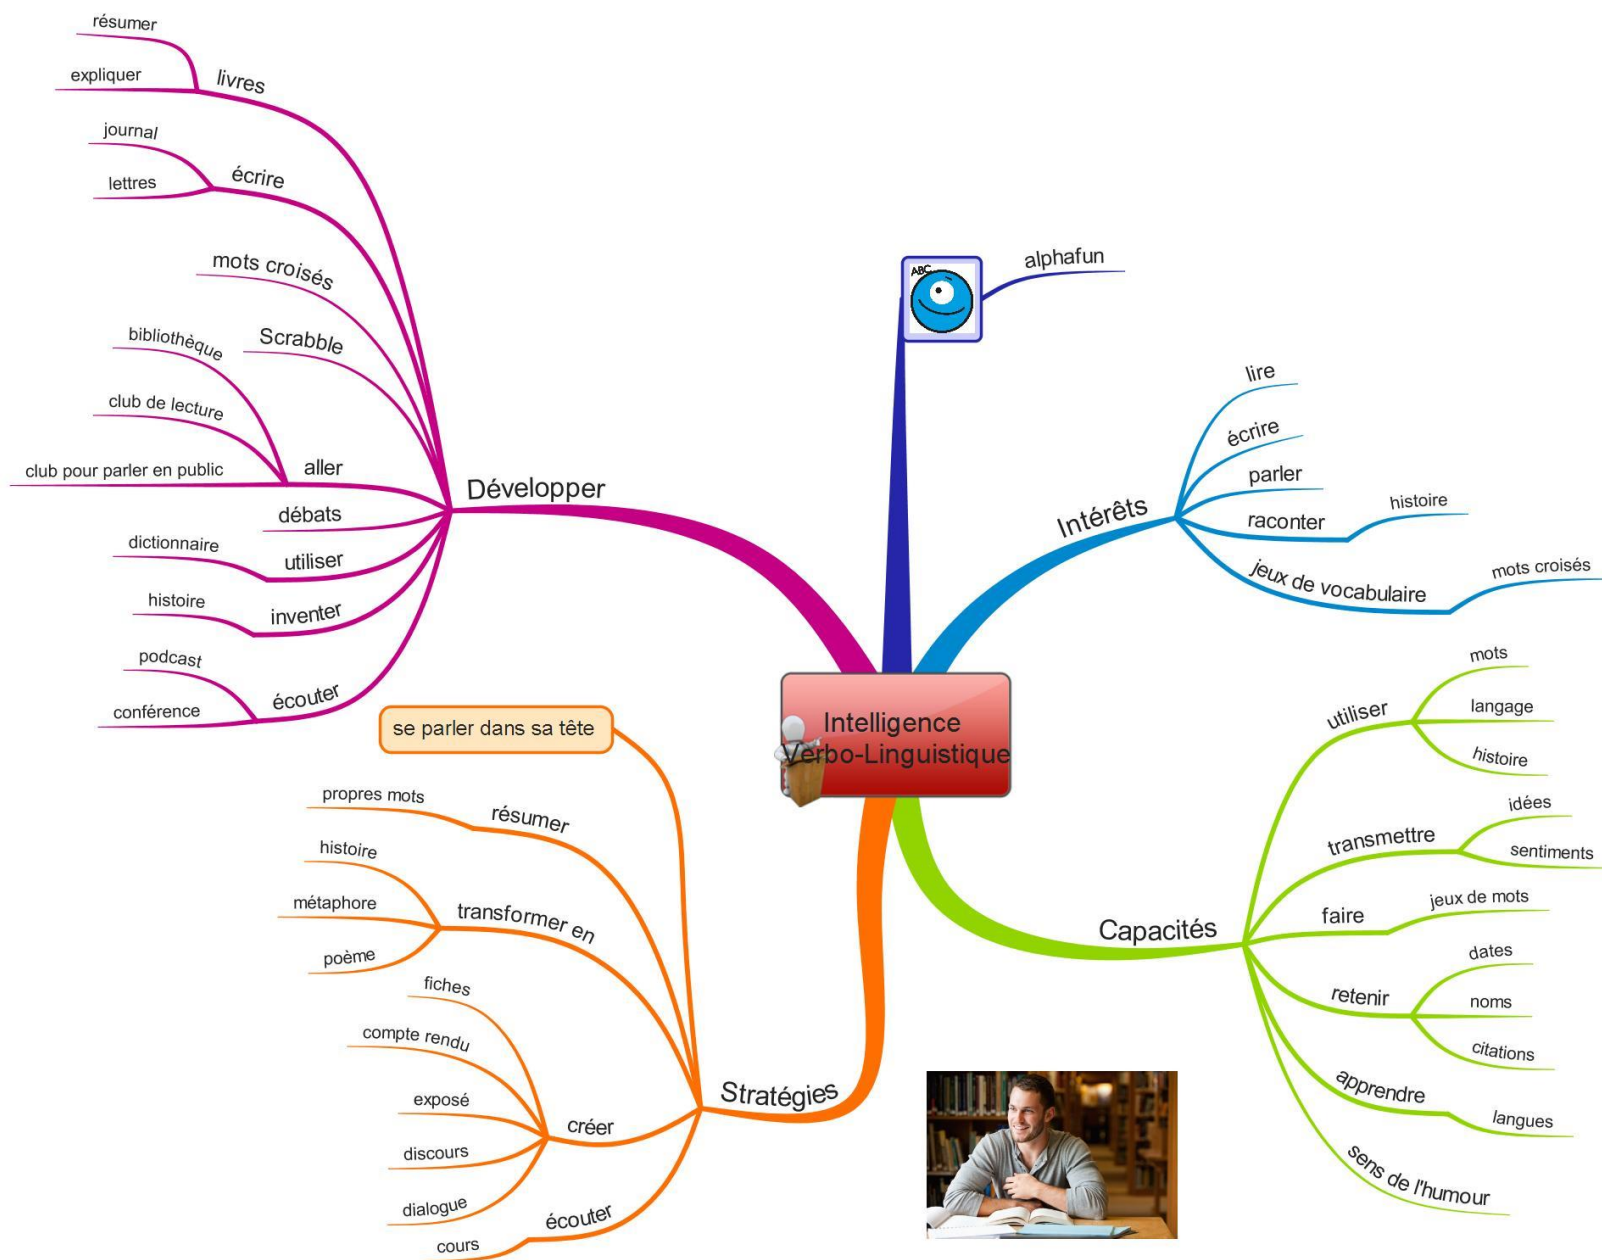 Intelligence
Verbo-Linguistique
ABC
alphafun
Intérêts
lire
écrire
parler
raconter
histoire
jeux de vocabulaire
mots croisés
Capacités
utiliser
mots
langage
histoire
transmettre
idées
sentiments
faire
jeux de mots
retenir
dates
noms
citations
apprendre
langues
sens de l'humour
Stratégies
se parler dans sa tête
résumer
propres mots
transformer en
histoire
métaphore
poème
créer
fiches
compte rendu
exposé
discours
dialogue
écouter
cours
Développer
livres
résumer
expliquer
écrire
journal
lettres
mots croisés
Scrabble
aller
bibliothèque
club de lecture
club pour parler en public
débats
utiliser
dictionnaire
inventer
histoire
écouter
podcast
conférence